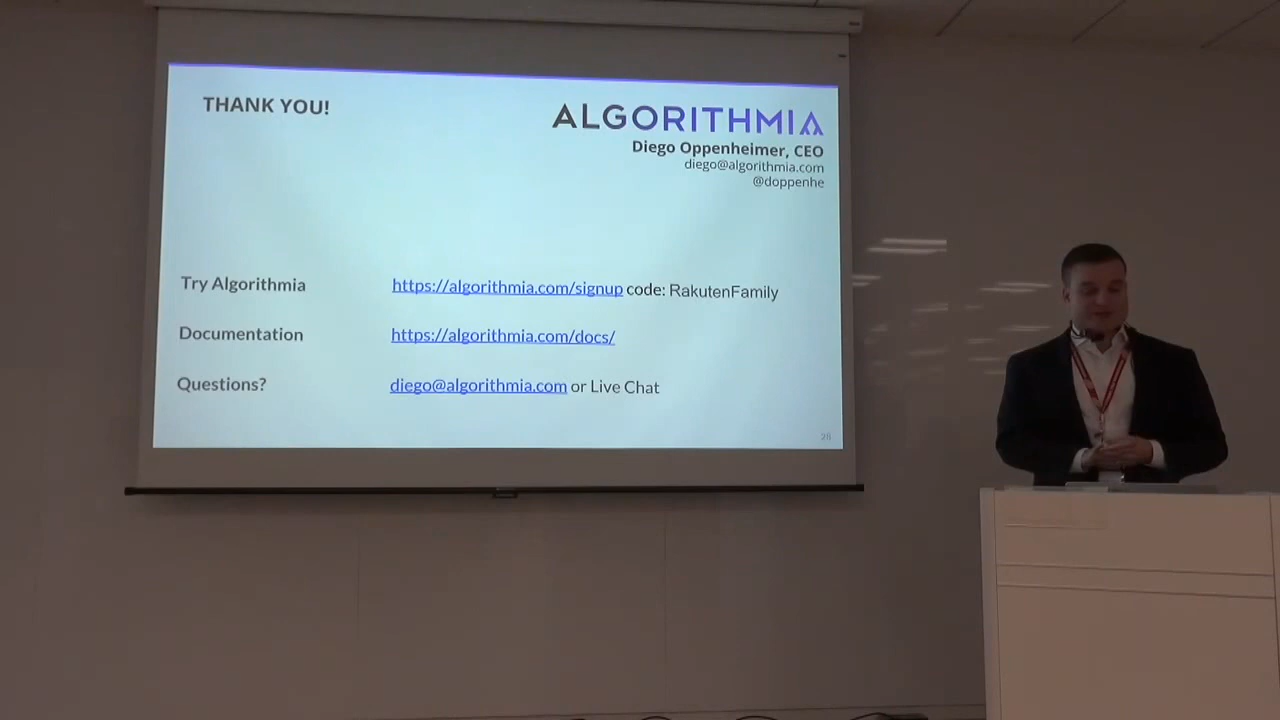 THANK YOU!
ALGORITHMIA
Diego Oppenheimer, CEO
diego@algorithmia.com
@doppenhe
Try Algorithmia https://algorithmia.com/signup code: RakutenFamily
Documentation https://algorithmia.com/docs/
Questions? diego@algorithmia.com or Live Chat
26